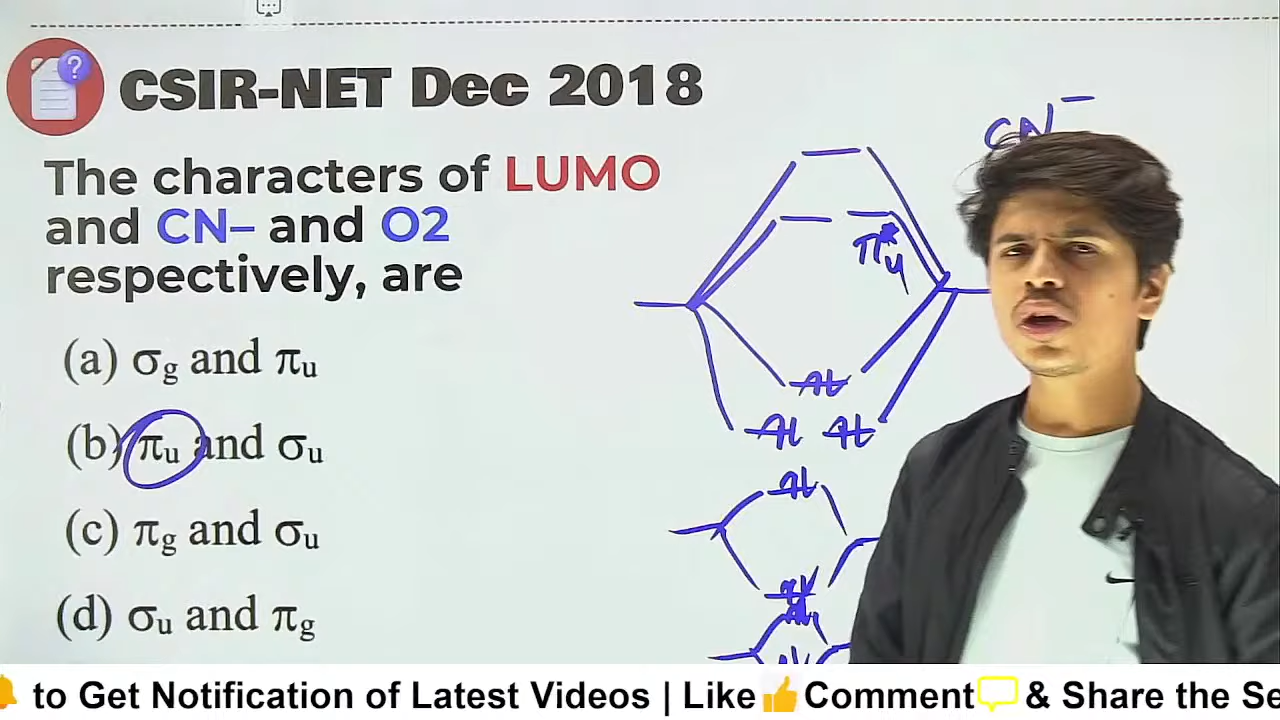 ?
CSIR-NET Dec 2018
The characters of LUMO
and CN– and O2
respectively, are
(a) σg and πu
(b) πu and σu
(c) πg and σu
(d) σu and πg
CN⁻
π*u
to Get Notification of Latest Videos | Like 👍 Comment 💬 & Share the Se